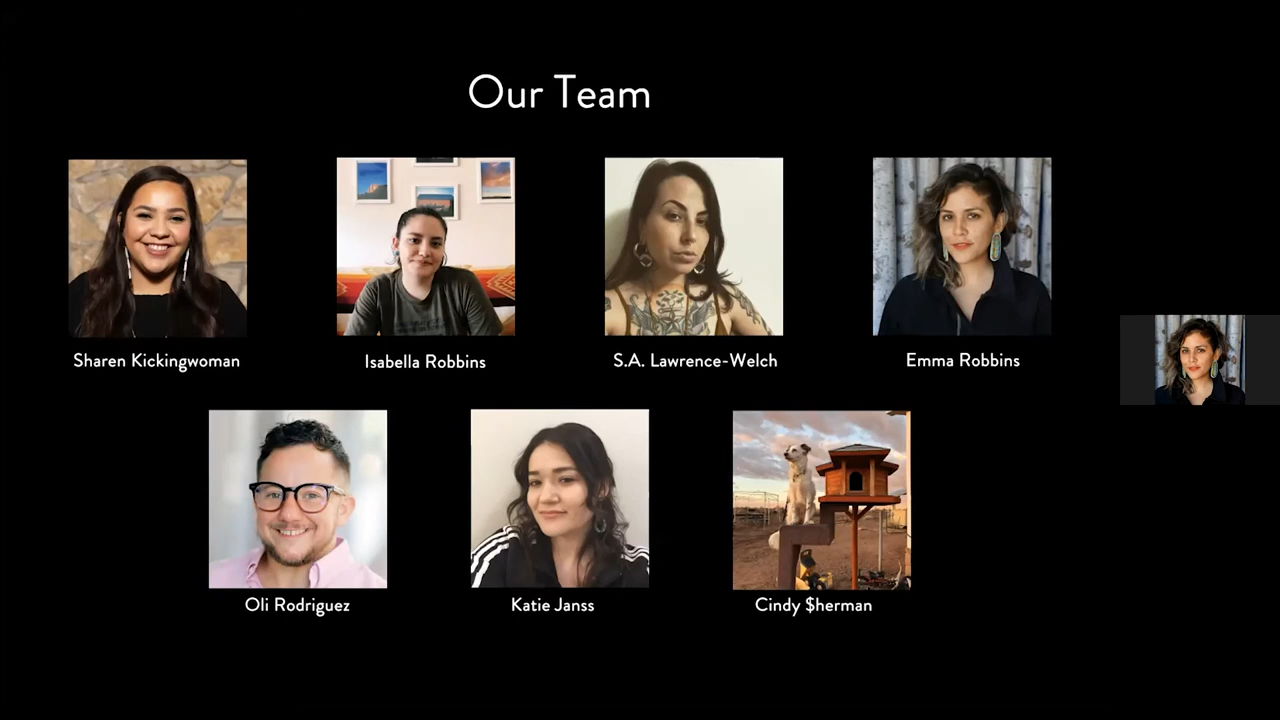 Our Team
Sharen Kickingwoman
Isabella Robbins
S.A. Lawrence-Welch
Emma Robbins
Oli Rodriguez
Katie Janss
Cindy $herman